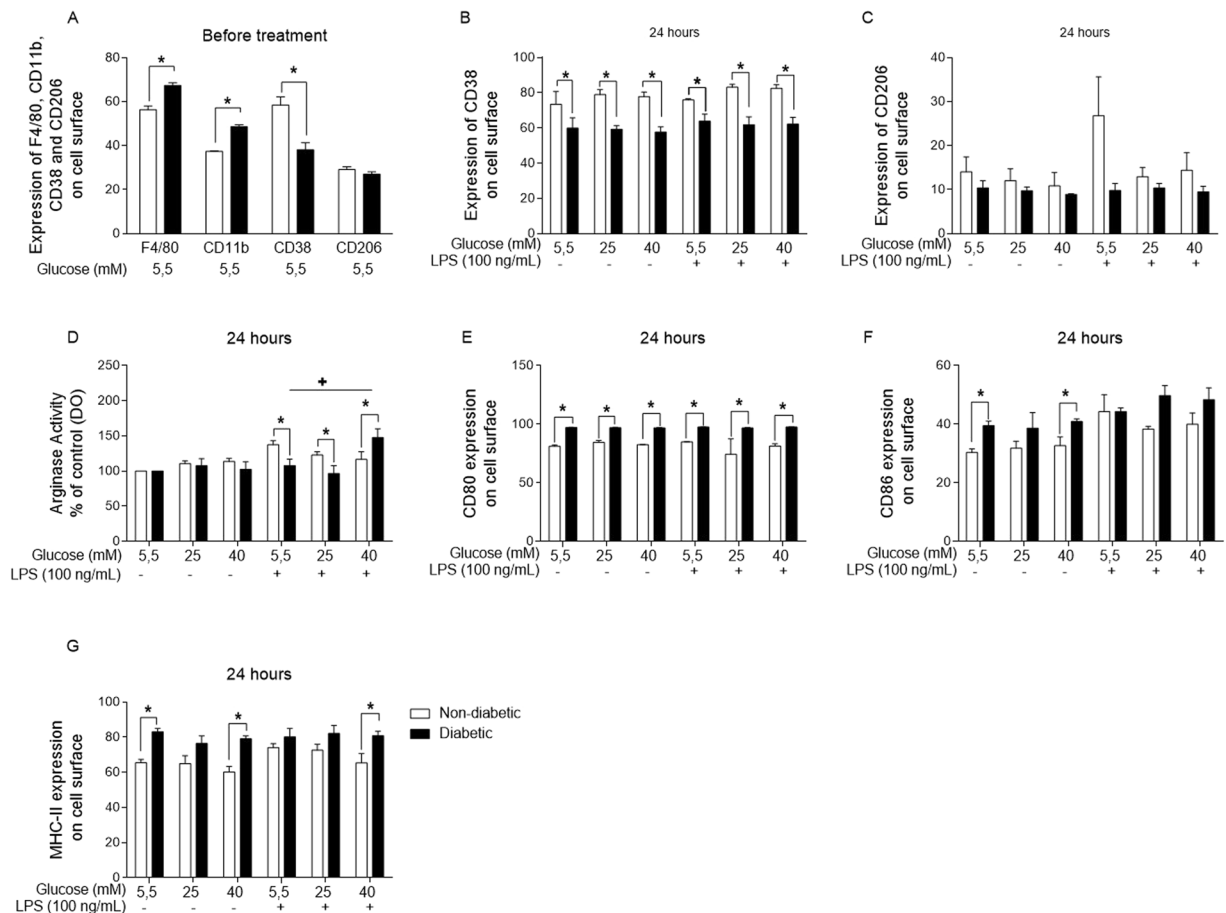 A
Before treatment
Expression of F4/80, CD11b,
CD38 and CD206
on cell surface
80
60
40
20
0
* * *
F4/80 CD11b CD38 CD206
Glucose (mM) 5,5 5,5 5,5 5,5
B
24 hours
Expression of CD38
on cell surface
100
80
60
40
20
0
* * * * * *
Glucose (mM) 5,5 25 40 5,5 25 40
LPS (100 ng/mL) - - - + + +
C
24 hours
Expression of CD206
on cell surface
40
30
20
10
0
Glucose (mM) 5,5 25 40 5,5 25 40
LPS (100 ng/mL) - - - + + +
D
24 hours
Arginase Activity
% of control (DO)
250
200
150
100
50
0
+
* * *
Glucose (mM) 5,5 25 40 5,5 25 40
LPS (100 ng/mL) - - - + + +
E
24 hours
CD80 expression
on cell surface
150
100
50
0
* * * * * *
Glucose (mM) 5,5 25 40 5,5 25 40
LPS (100 ng/mL) - - - + + +
F
24 hours
CD86 expression
on cell surface
60
40
20
0
* *
Glucose (mM) 5,5 25 40 5,5 25 40
LPS (100 ng/mL) - - - + + +
G
24 hours
MHC-II expression
on cell surface
100
80
60
40
20
0
* * *
Glucose (mM) 5,5 25 40 5,5 25 40
LPS (100 ng/mL) - - - + + +
Non-diabetic
Diabetic